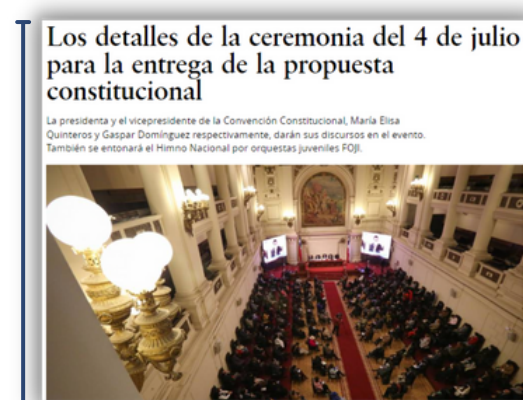 Los detalles de la ceremonia del 4 de julio
para la entrega de la propuesta
constitucional
La presidenta y el vicepresidente de la Convención Constitucional, María Elisa
Quinteros y Gaspar Domínguez respectivamente, darán sus discursos en el evento.
También se entonará el Himno Nacional por orquestas juveniles FOJI.